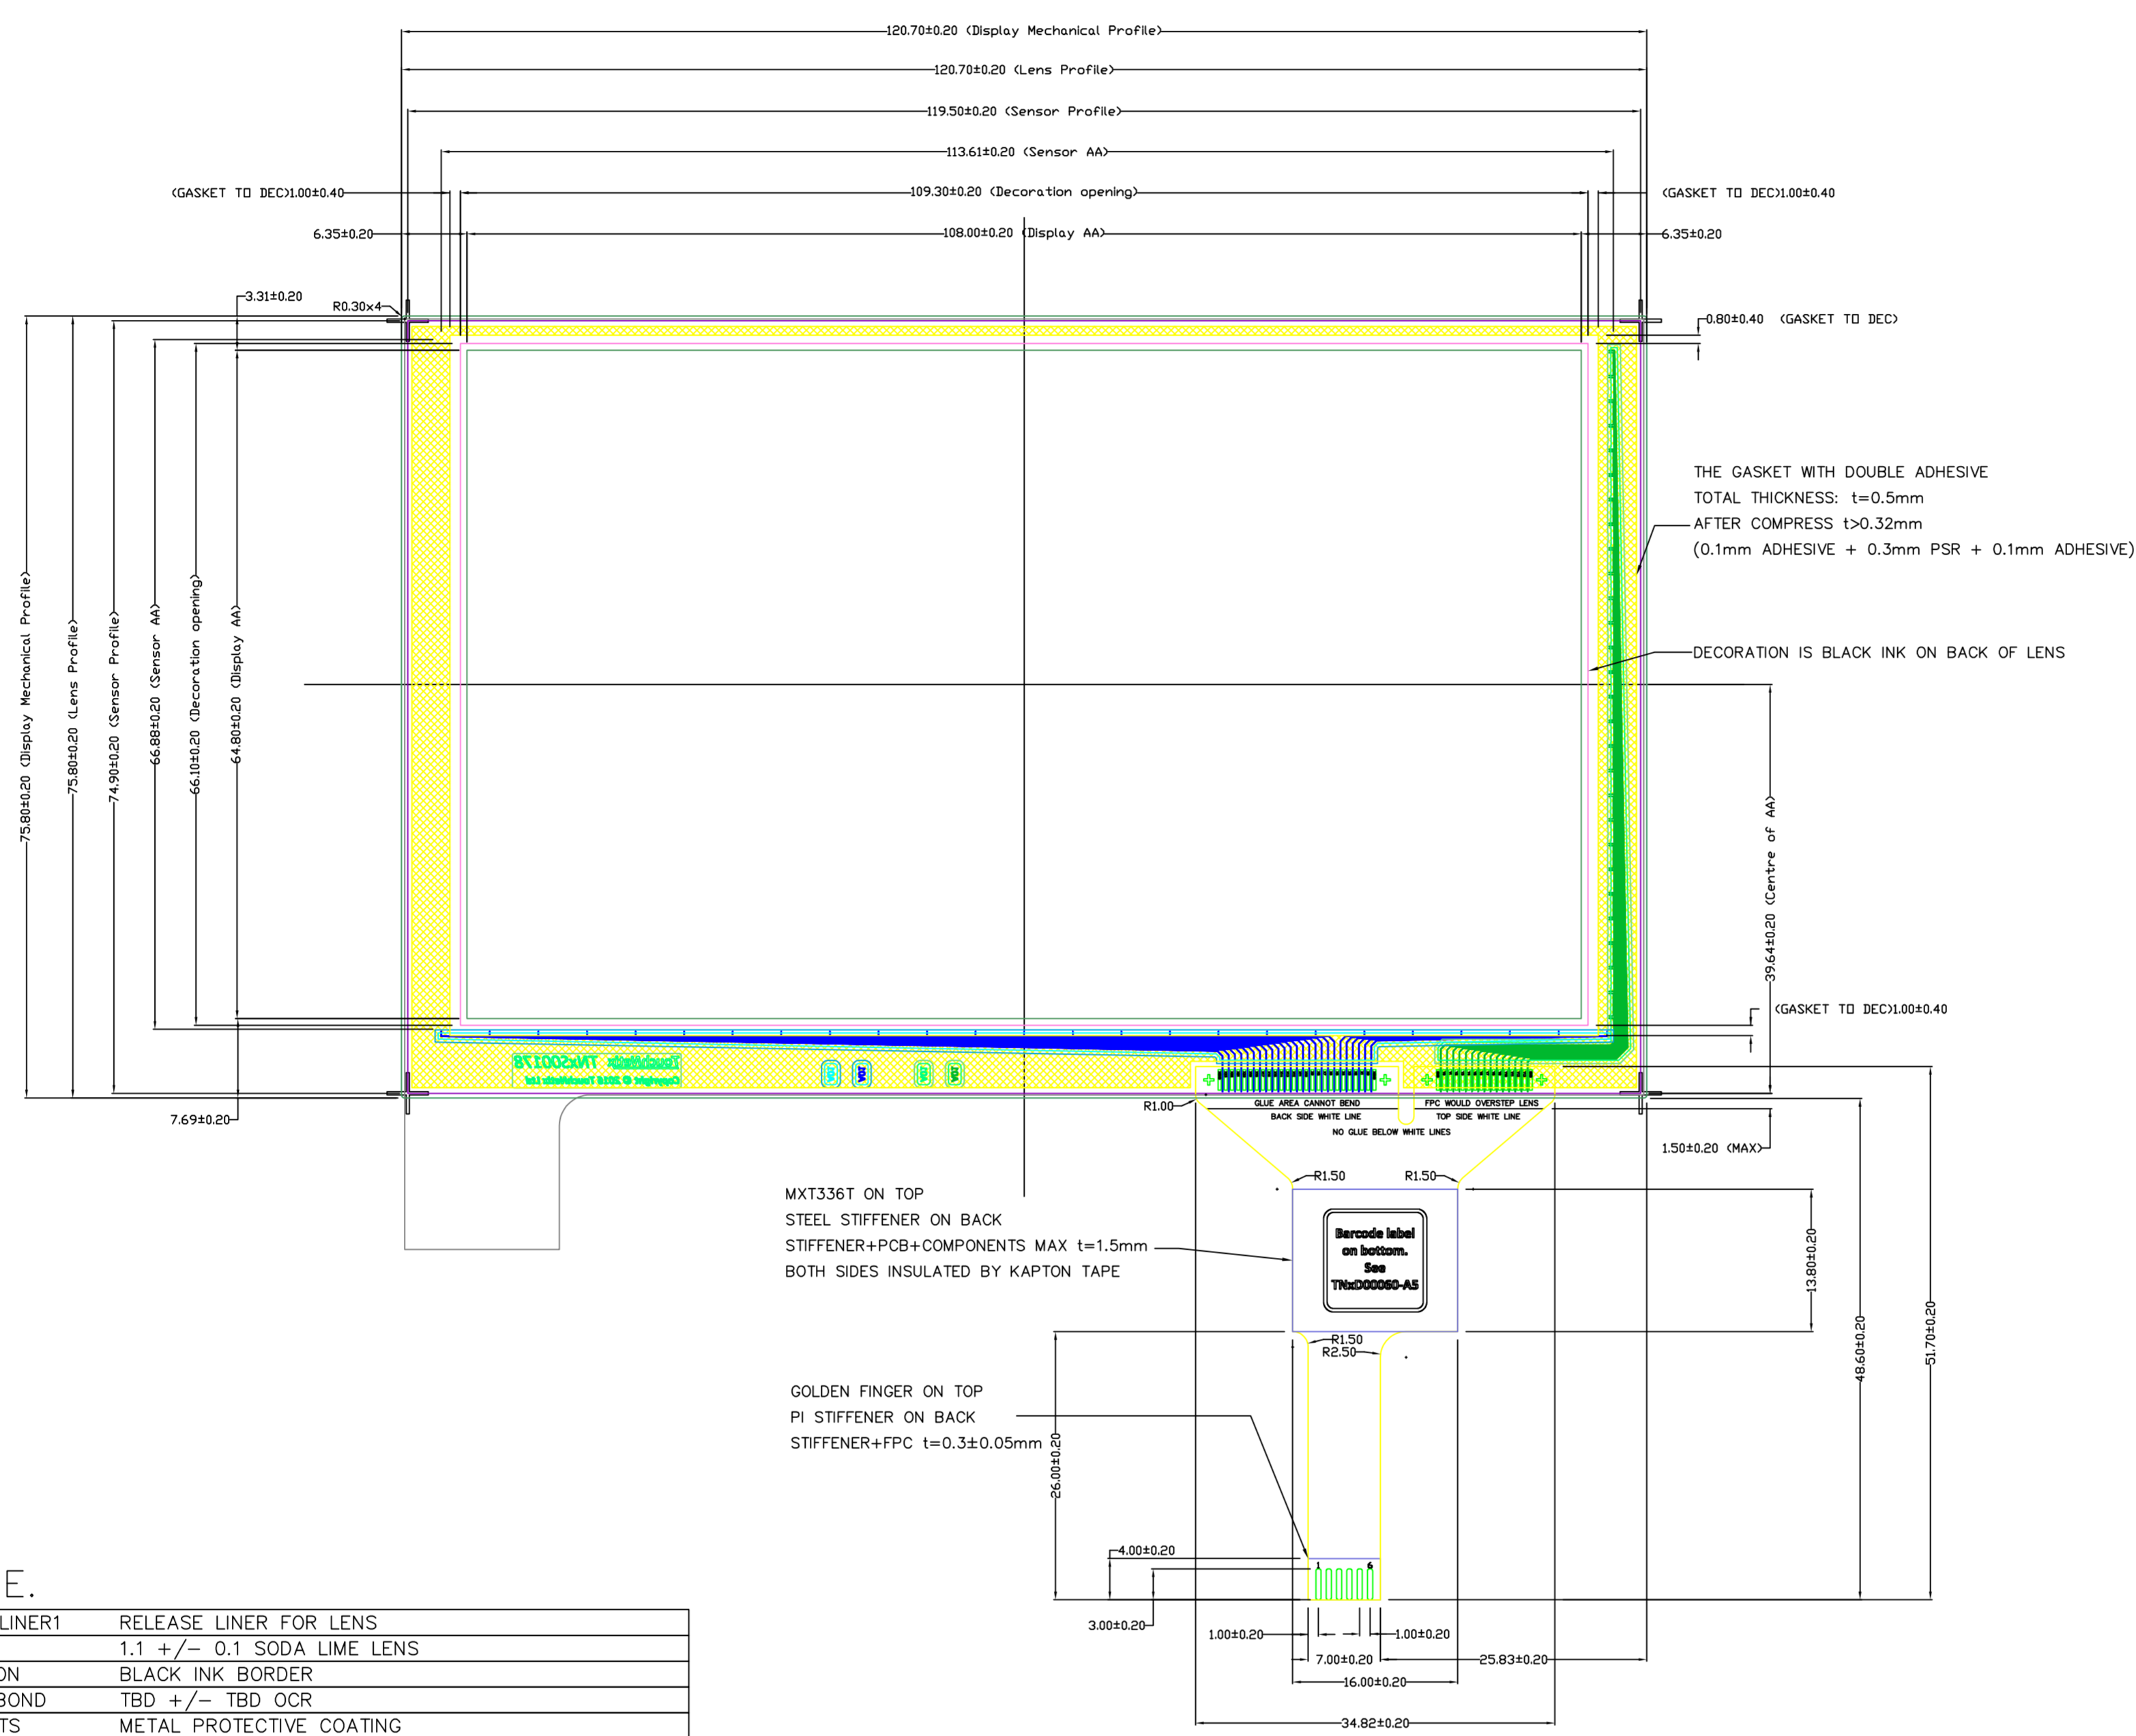 120.70±0.20 (Display Mechanical Profile)
120.70±0.20 (Lens Profile)
119.50±0.20 (Sensor Profile)
113.61±0.20 (Sensor AA)
(GASKET TO DEC)1.00±0.40
109.30±0.20 (Decoration opening)
(GASKET TO DEC)1.00±0.40
6.35±0.20
108.00±0.20 (Display AA)
6.35±0.20
3.31±0.20
R0.30x4
0.80±0.40 (GASKET TO DEC)
75.80±0.20 (Display Mechanical Profile)
75.80±0.20 (Lens Profile)
74.90±0.20 (Sensor Profile)
66.88±0.20 (Sensor AA)
66.10±0.20 (Decoration opening)
64.80±0.20 (Display AA)
THE GASKET WITH DOUBLE ADHESIVE
TOTAL THICKNESS: t=0.5mm
AFTER COMPRESS t>0.32mm
(0.1mm ADHESIVE + 0.3mm PSR + 0.1mm ADHESIVE)
DECORATION IS BLACK INK ON BACK OF LENS
39.64±0.20 (Centre of AA)
(GASKET TO DEC)1.00±0.40
TouchNetix TNxS00178
Copyright © 2016 TouchNetix Ltd
7.69±0.20
R1.00
GLUE AREA CANNOT BEND
FPC WOULD OVERSTEP LENS
BACK SIDE WHITE LINE
TOP SIDE WHITE LINE
NO GLUE BELOW WHITE LINES
1.50±0.20 (MAX)
R1.50
R1.50
MXT336T ON TOP
STEEL STIFFENER ON BACK
STIFFENER+PCB+COMPONENTS MAX t=1.5mm
BOTH SIDES INSULATED BY KAPTON TAPE
Barcode label
on bottom.
See
TNxD00060-A5
13.80±0.20
48.60±0.20
51.70±0.20
R1.50
R2.50
GOLDEN FINGER ON TOP
PI STIFFENER ON BACK
STIFFENER+FPC t=0.3±0.05mm
26.00±0.20
4.00±0.20
1 6
3.00±0.20
1.00±0.20
1.00±0.20
7.00±0.20
25.83±0.20
16.00±0.20
34.82±0.20
E.
LINER1 RELEASE LINER FOR LENS
1.1 +/- 0.1 SODA LIME LENS
ON BLACK INK BORDER
BOND TBD +/- TBD OCR
TS METAL PROTECTIVE COATING